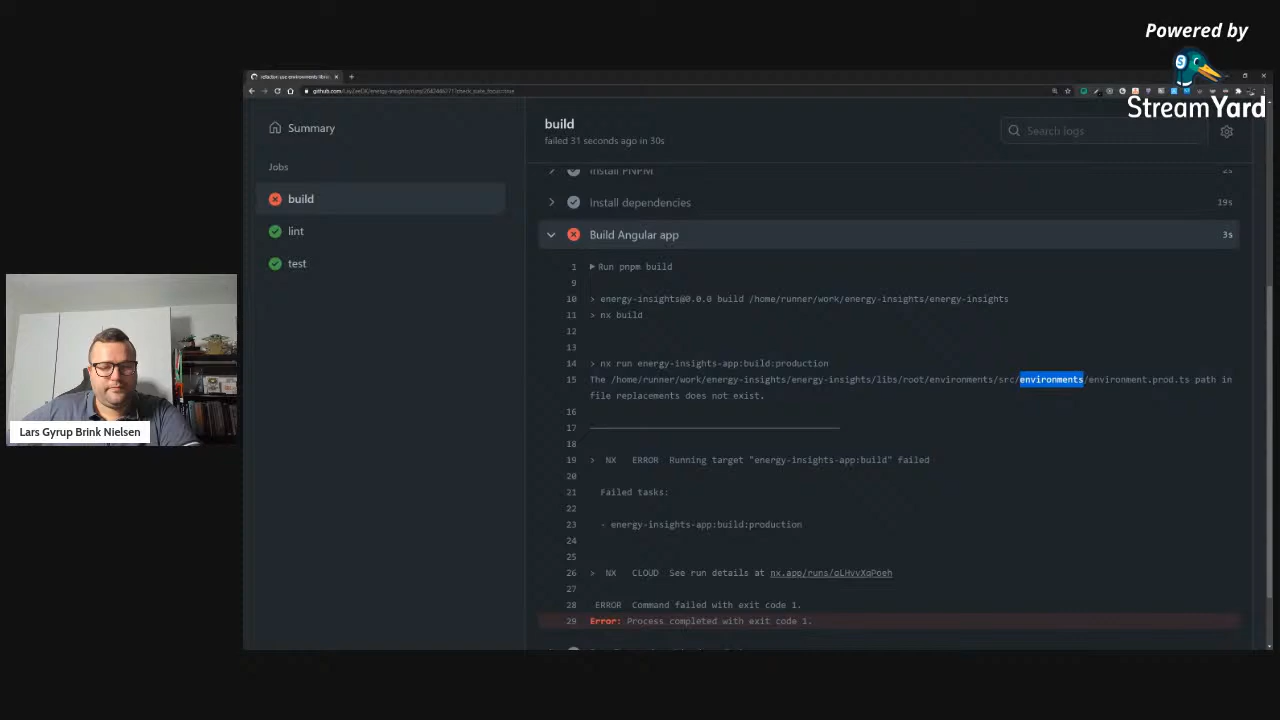 Powered by
StreamYard
Summary
Jobs
build
lint
test
build
failed 31 seconds ago in 30s
Search logs
Install PNPM
2s
Install dependencies
19s
Build Angular app
3s
1 Run pnpm build
9
10 > energy-insights@0.0.0 build /home/runner/work/energy-insights/energy-insights
11 > nx build
12
13
14 > nx run energy-insights-app:build:production
15 The /home/runner/work/energy-insights/energy-insights/libs/root/environments/src/environments/environment.prod.ts path in
file replacements does not exist.
16
17
18
19 > NX ERROR Running target "energy-insights-app:build" failed
20
21 Failed tasks:
22
23 - energy-insights-app:build:production
24
25
26 > NX CLOUD See run details at nx.app/runs/oLHvvXqPoeh
27
28 ERROR Command failed with exit code 1.
29 Error: Process completed with exit code 1.
Lars Gyrup Brink Nielsen